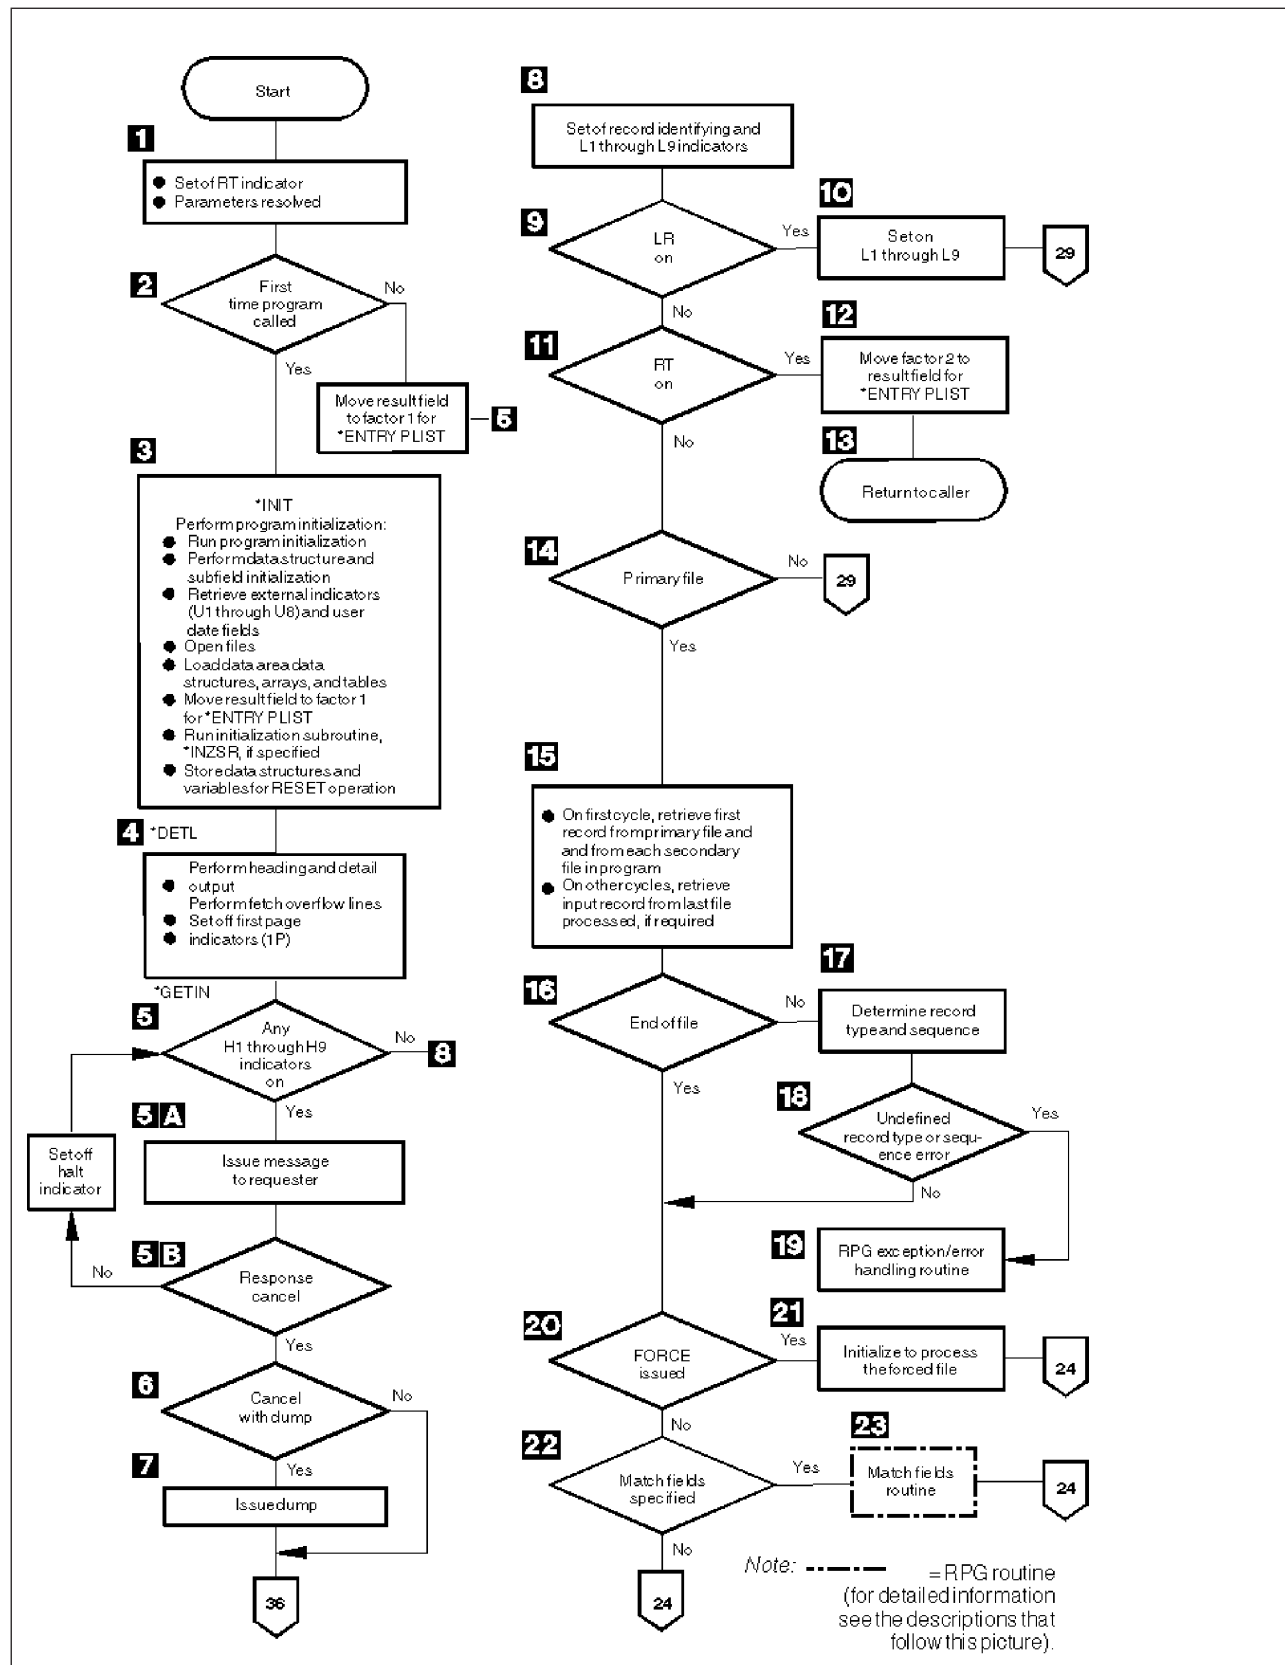 Start
1
● Setof RT indicator
● Parameters resolved
2
First
time program
called
No
Yes
Move result field
to factor 1 for
*ENTRY PLIST
5
3
*INIT
Perform program initialization:
● Run program initialization
● Perform data structure and
subfield initialization
● Retrieve external indicators
(U1 through U8) and user
date fields
● Open files
● Load data area data
structures, arrays, and tables
● Move result field to factor 1
for *ENTRY PLIST
● Run initialization subroutine,
*INZSR, if specified
● Store data structures and
variables for RESET operation
4 *DETL
Perform heading and detail
● output
Perform fetch overflow lines
● Set off first page
● indicators (1P)
*GETIN
5
Any
H1 through H9
indicators
on
No
8
Yes
5 A
Issue message
to requester
Set off
halt
indicator
5 B
No
Response
cancel
Yes
6
Cancel
with dump
No
Yes
7
Issue dump
36
8
Set of record identifying and
L1 through L9 indicators
9
LR
on
Yes
10
Set on
L1 through L9
29
No
11
RT
on
Yes
12
Move factor 2 to
result field for
*ENTRY PLIST
No
13
Return to caller
14
Primary file
No
29
Yes
15
● On first cycle, retrieve first
record from primary file and
and from each secondary
file in program
● On other cycles, retrieve
input record from last file
processed, if required
16
End of file
No
17
Determine record
type and sequence
Yes
18
Undefined
record type or sequ-
ence error
Yes
No
19
RPG exception/error
handling routine
20
FORCE
issued
Yes
21
Initialize to process
the forced file
24
No
22
Match fields
specified
Yes
23
Match fields
routine
24
No
24
Note:
= RPG routine
(for detailed information
see the descriptions that
follow this picture).